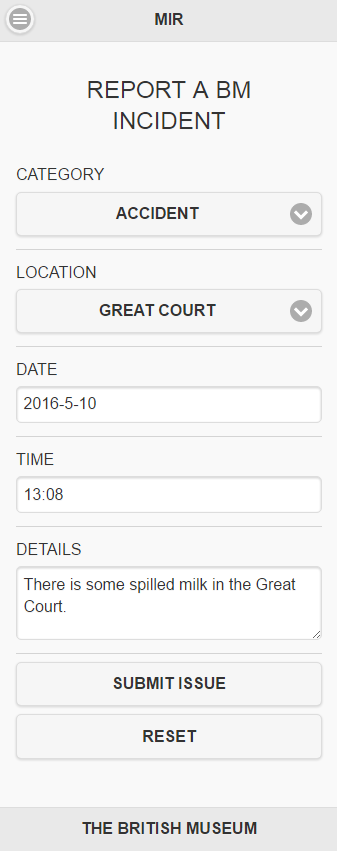 MIR
REPORT A BM
INCIDENT
CATEGORY
ACCIDENT
LOCATION
GREAT COURT
DATE
2016-5-10
TIME
13:08
DETAILS
There is some spilled milk in the Great
Court.
SUBMIT ISSUE
RESET
THE BRITISH MUSEUM